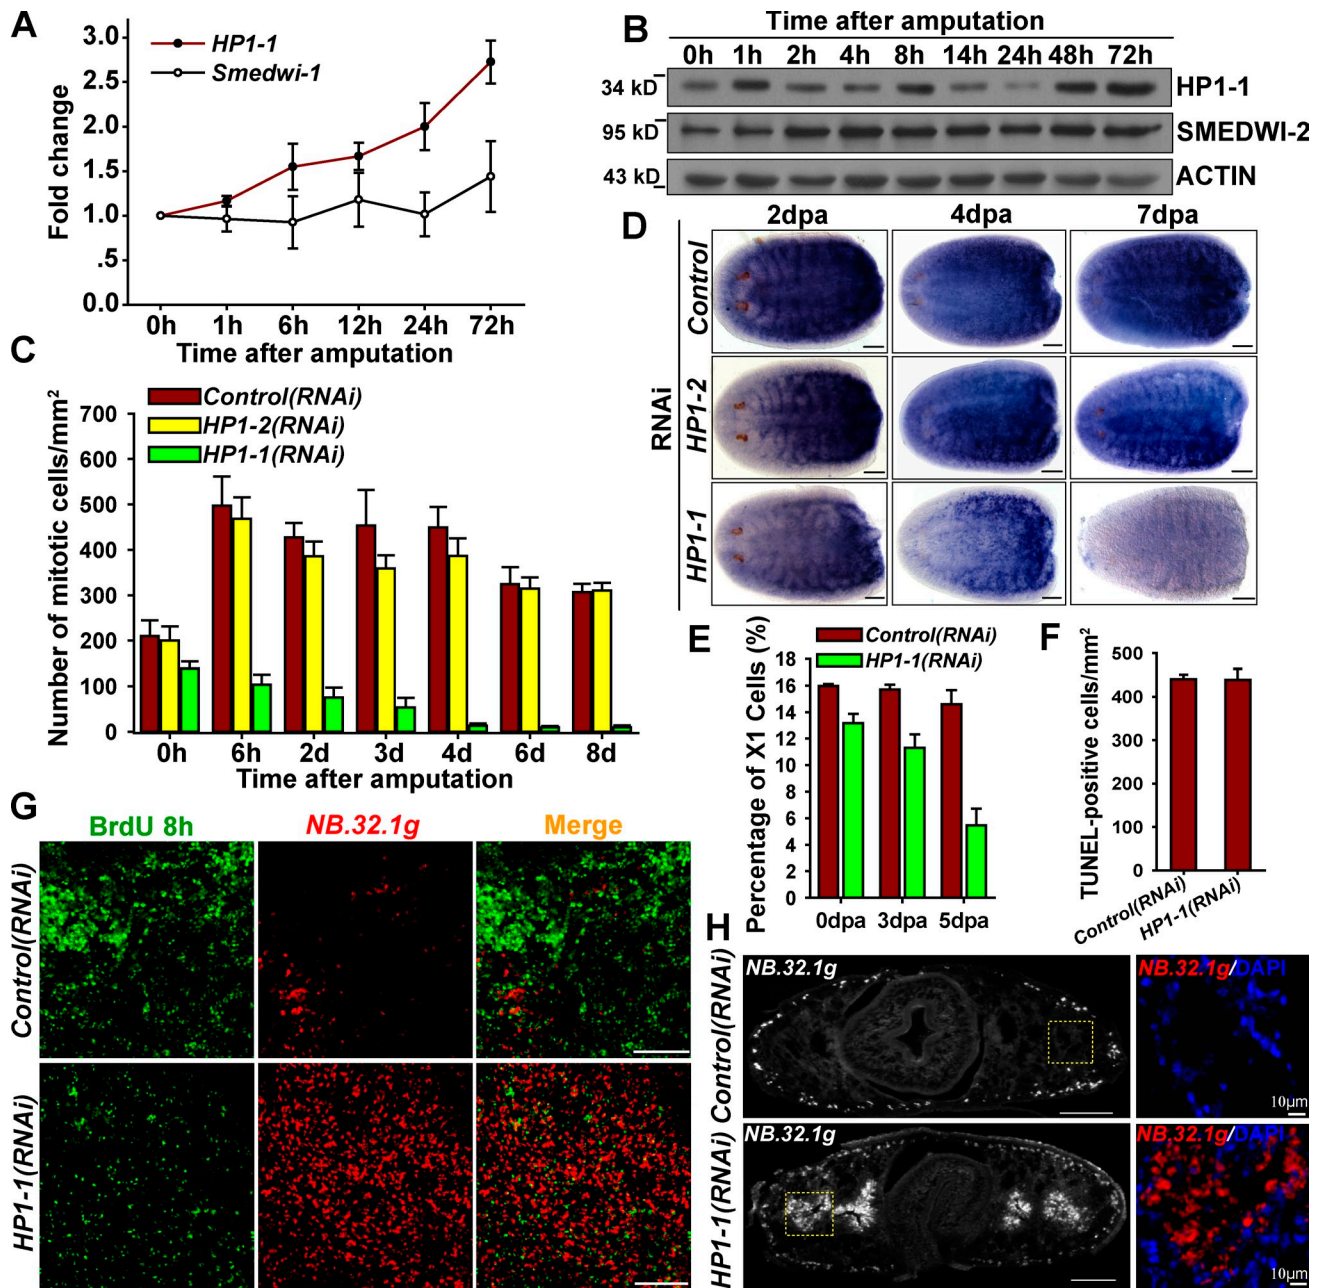 A
HP1-1
Smedwi-1
Fold change
3.0
2.5
2.0
1.5
1.0
.5
0.0
0h 1h 6h 12h 24h 72h
Time after amputation
B
Time after amputation
0h 1h 2h 4h 8h 14h 24h 48h 72h
34 kD HP1-1
95 kD SMEDWI-2
43 kD ACTIN
C
Control(RNAi)
HP1-2(RNAi)
HP1-1(RNAi)
Number of mitotic cells/mm²
700
600
500
400
300
200
100
0
0h 6h 2d 3d 4d 6d 8d
Time after amputation
D
2dpa 4dpa 7dpa
RNAi
Control
HP1-2
HP1-1
E
Control(RNAi)
HP1-1(RNAi)
Percentage of X1 Cells (%)
18
16
14
12
10
8
6
4
2
0
0dpa 3dpa 5dpa
F
TUNEL-positive cells/mm²
500
400
300
200
100
0
Control(RNAi) HP1-1(RNAi)
G
BrdU 8h NB.32.1g Merge
Control(RNAi)
HP1-1(RNAi)
H
Control(RNAi)
NB.32.1g NB.32.1g/DAPI
10µm
HP1-1(RNAi)
NB.32.1g NB.32.1g/DAPI
10µm